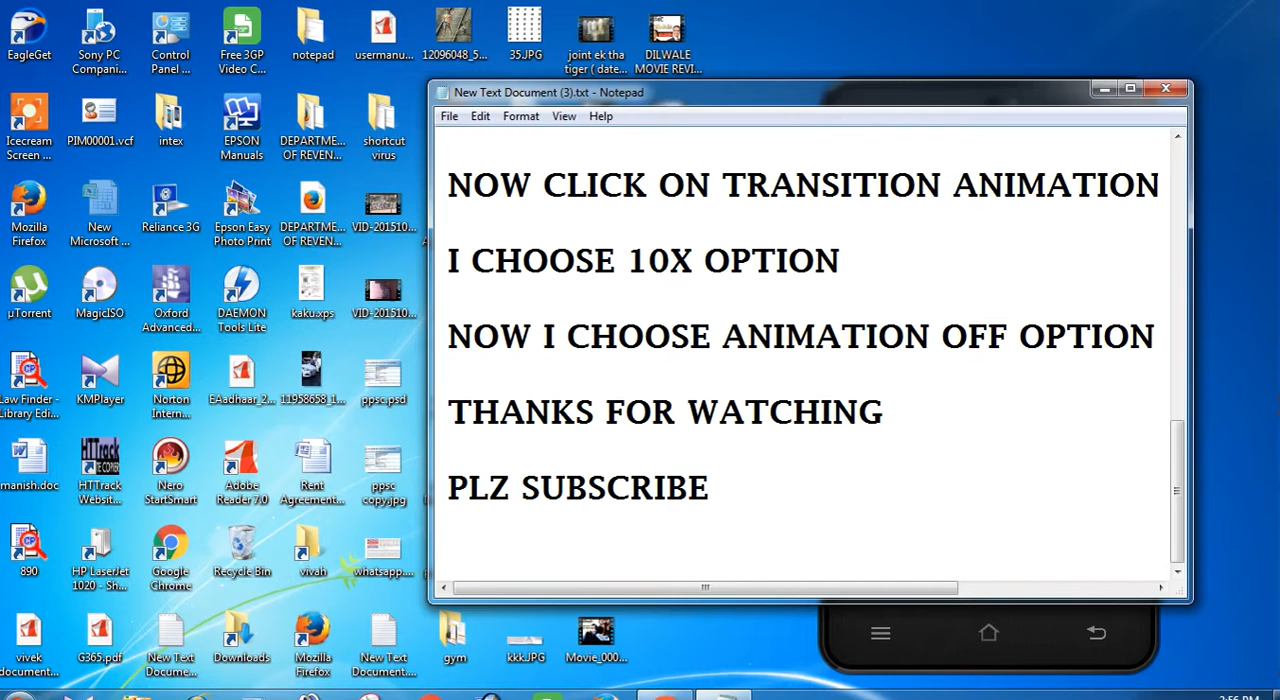 EagleGet
Sony PC
Compani...
Control
Panel ...
Free 3GP
Video C...
notepad
usermanu...
12096048_5...
35.JPG
joint ek tha
tiger ( date...
DILWALE
MOVIE REVI...
Icecream
Screen ...
PIM00001.vcf
intex
EPSON
Manuals
DEPARTME...
OF REVEN...
shortcut
virus
Mozilla
Firefox
New
Microsoft ...
Reliance 3G
Epson Easy
Photo Print
DEPARTME...
OF REVEN...
VID-201510...
µTorrent
MagicISO
Oxford
Advanced...
DAEMON
Tools Lite
kaku.xps
VID-201510...
Law Finder -
Library Edi...
KMPlayer
Norton
Intern...
EAadhaar_2...
11958658_1...
ppsc.psd
manish.doc
HTTrack
Websit...
Nero
StartSmart
Adobe
Reader 7.0
Rent
Agreement...
ppsc
copy.jpg
890
HP LaserJet
1020 - Sh...
Google
Chrome
Recycle Bin
vivah
whatsapp....
vivek
document...
G365.pdf
New Text
Docume...
Downloads
Mozilla
Firefox
New Text
Document...
gym
kkk.JPG
Movie_000...
New Text Document (3).txt - Notepad
File Edit Format View Help
NOW CLICK ON TRANSITION ANIMATION
I CHOOSE 10X OPTION
NOW I CHOOSE ANIMATION OFF OPTION
THANKS FOR WATCHING
PLZ SUBSCRIBE
2:56 PM